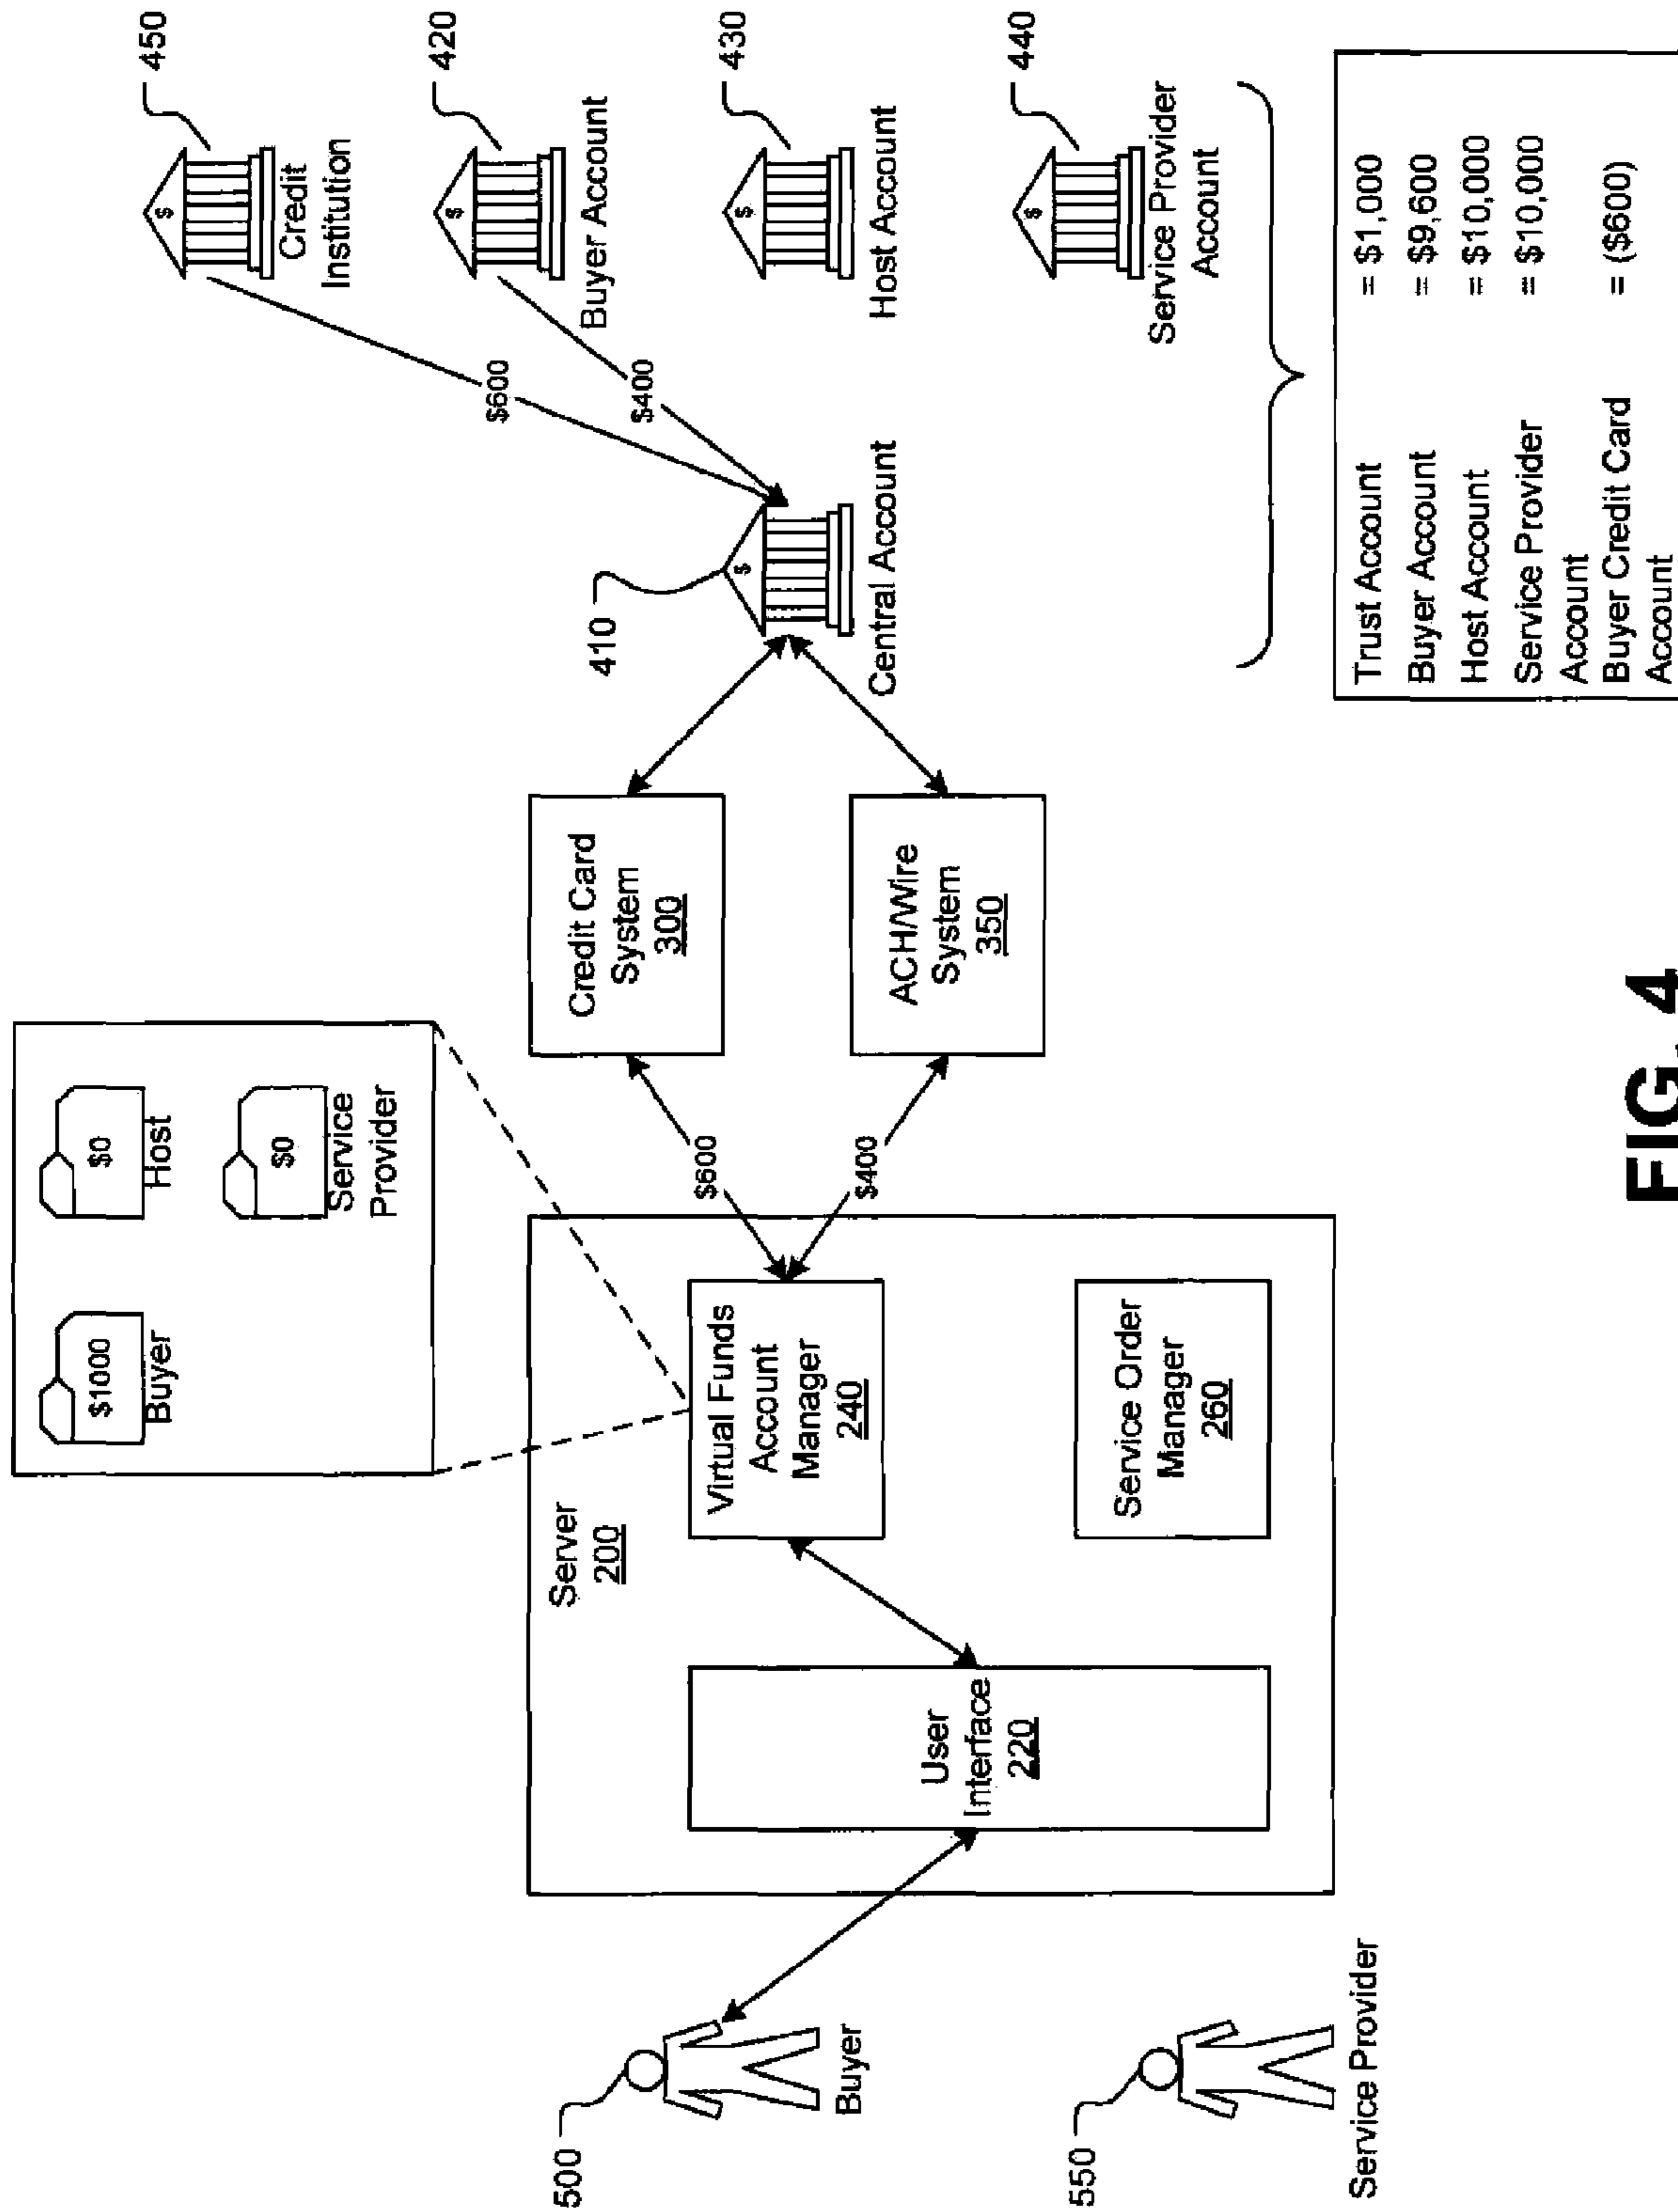 $1000
Buyer
$0
Host
$0
Service
Provider
450
Credit
Institution
420
Buyer Account
430
Host Account
440
Service Provider
Account
$600
$400
410
Central Account
Credit Card
System
300
ACH/Wire
System
350
$600
$400
Server
200
Virtual Funds
Account
Manager
240
Service Order
Manager
260
User
Interface
220
500
Buyer
550
Service Provider
Trust Account = $1,000
Buyer Account = $9,600
Host Account = $10,000
Service Provider = $10,000
Account
Buyer Credit Card = ($600)
Account
FIG. 4
$
$
$
$
$